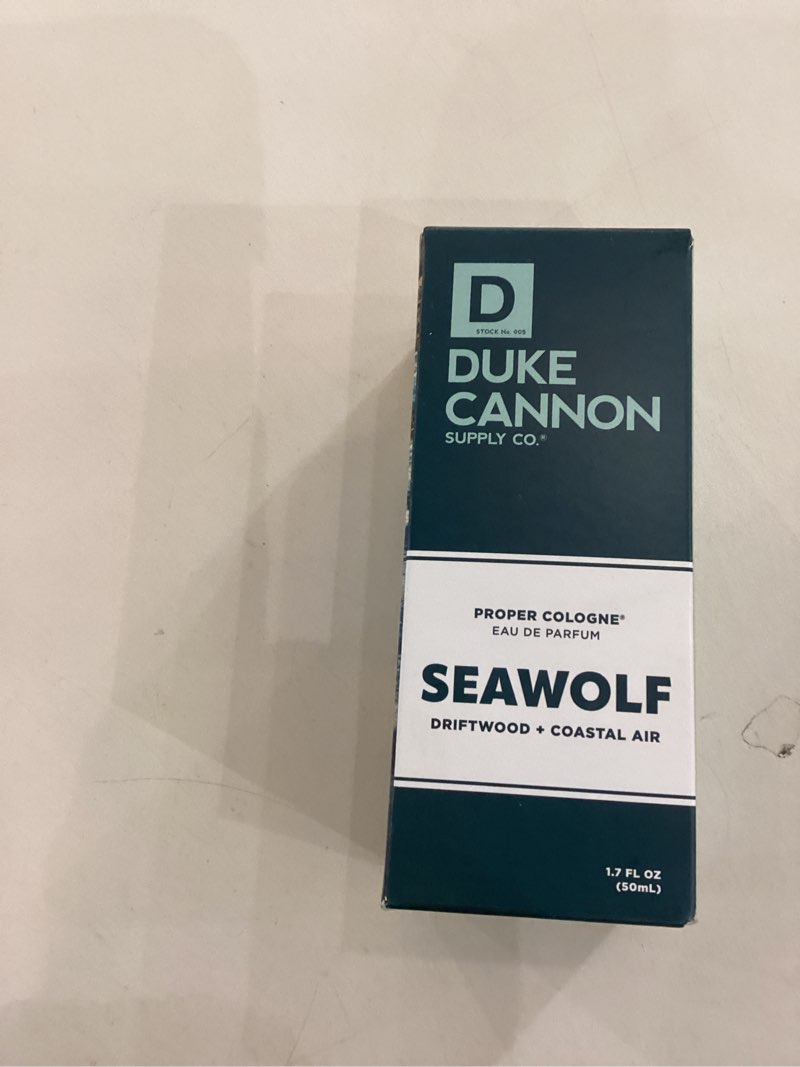 D
STOCK No. 005
DUKE
CANNON
SUPPLY CO.®
PROPER COLOGNE®
EAU DE PARFUM
SEAWOLF
DRIFTWOOD + COASTAL AIR
1.7 FL OZ
(50mL)